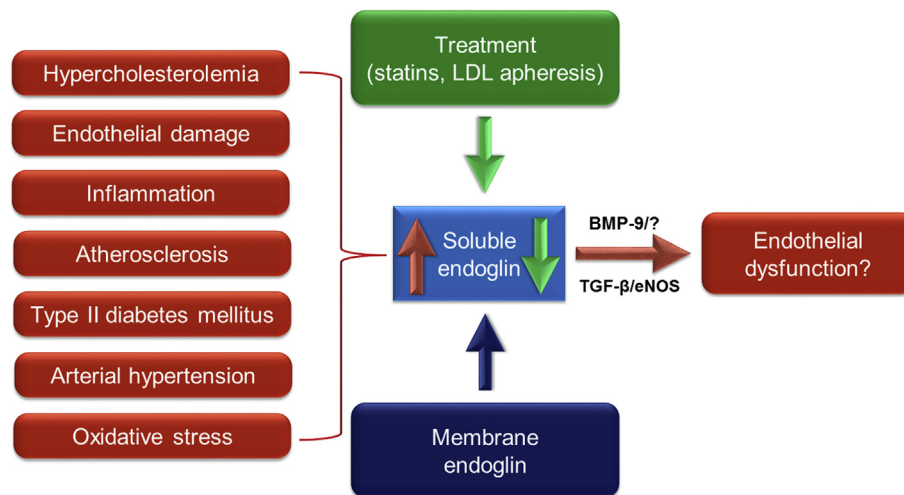 Hypercholesterolemia
Endothelial damage
Inflammation
Atherosclerosis
Type II diabetes mellitus
Arterial hypertension
Oxidative stress
Treatment
(statins, LDL apheresis)
Soluble
endoglin
Membrane
endoglin
BMP-9/?
TGF-β/eNOS
Endothelial
dysfunction?